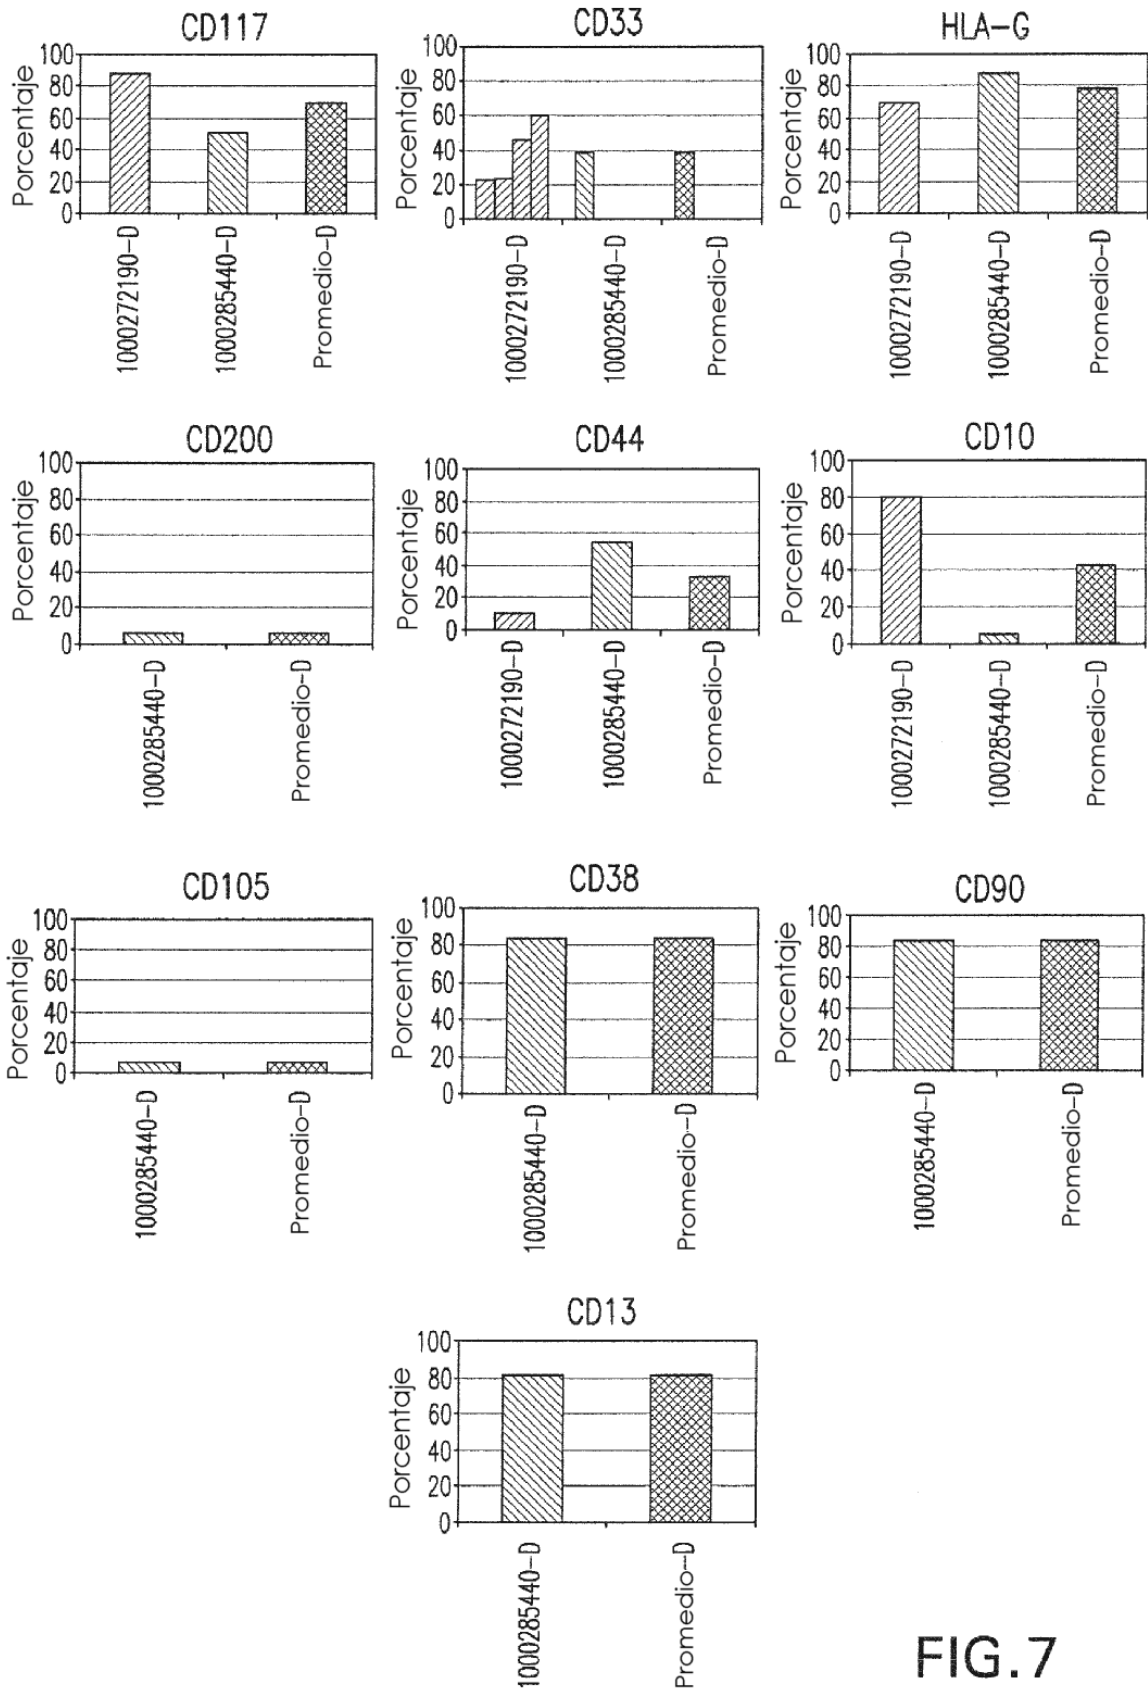 CD117
Porcentaje
100
80
60
40
20
0
1000272190-D
1000285440-D
Promedio-D
CD33
Porcentaje
100
80
60
40
20
0
1000272190-D
1000285440-D
Promedio-D
HLA-G
Porcentaje
100
80
60
40
20
0
1000272190-D
1000285440-D
Promedio-D
CD200
Porcentaje
100
80
60
40
20
0
1000285440-D
Promedio-D
CD44
Porcentaje
100
80
60
40
20
0
1000272190-D
1000285440-D
Promedio-D
CD10
Porcentaje
100
80
60
40
20
0
1000272190-D
1000285440-D
Promedio-D
CD105
Porcentaje
100
80
60
40
20
0
1000285440-D
Promedio-D
CD38
Porcentaje
100
80
60
40
20
0
1000285440-D
Promedio-D
CD90
Porcentaje
100
80
60
40
20
0
1000285440-D
Promedio-D
CD13
Porcentaje
100
80
60
40
20
0
1000285440-D
Promedio-D
FIG.7